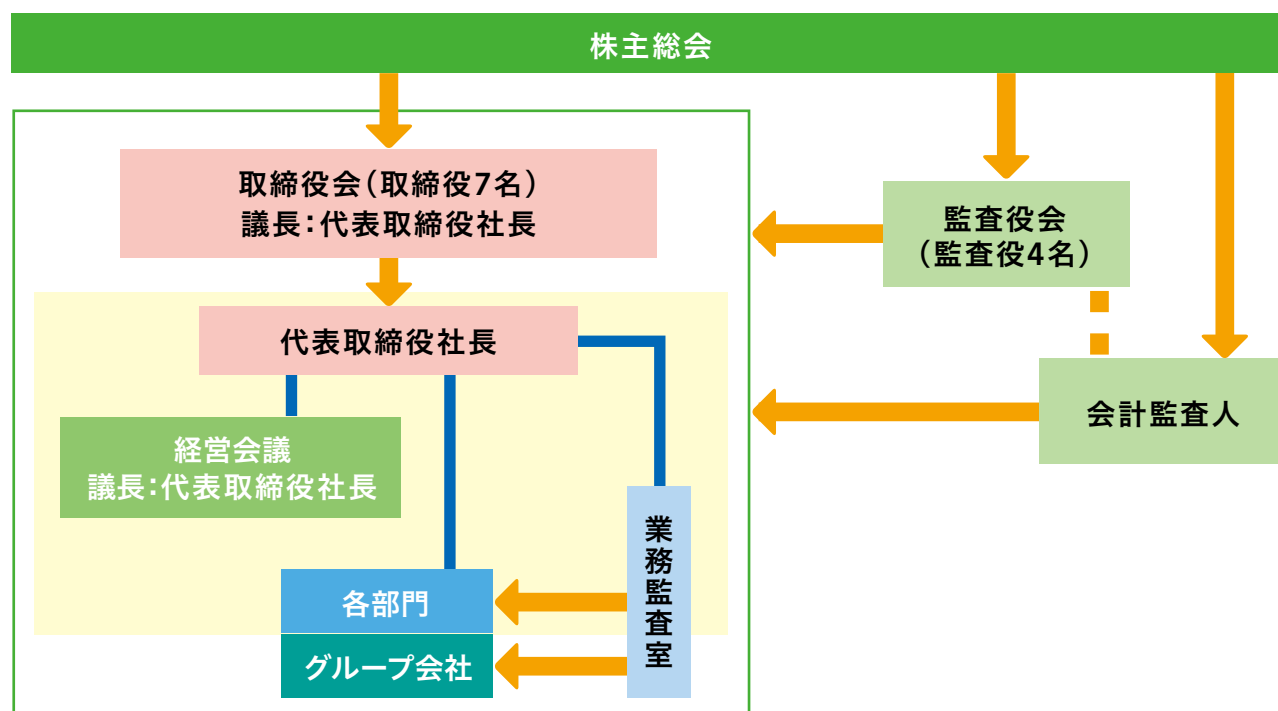 株主総会
取締役会(取締役7名)
議長:代表取締役社長
監査役会
(監査役4名)
代表取締役社長
会計監査人
経営会議
議長:代表取締役社長
業務監査室
各部門
グループ会社